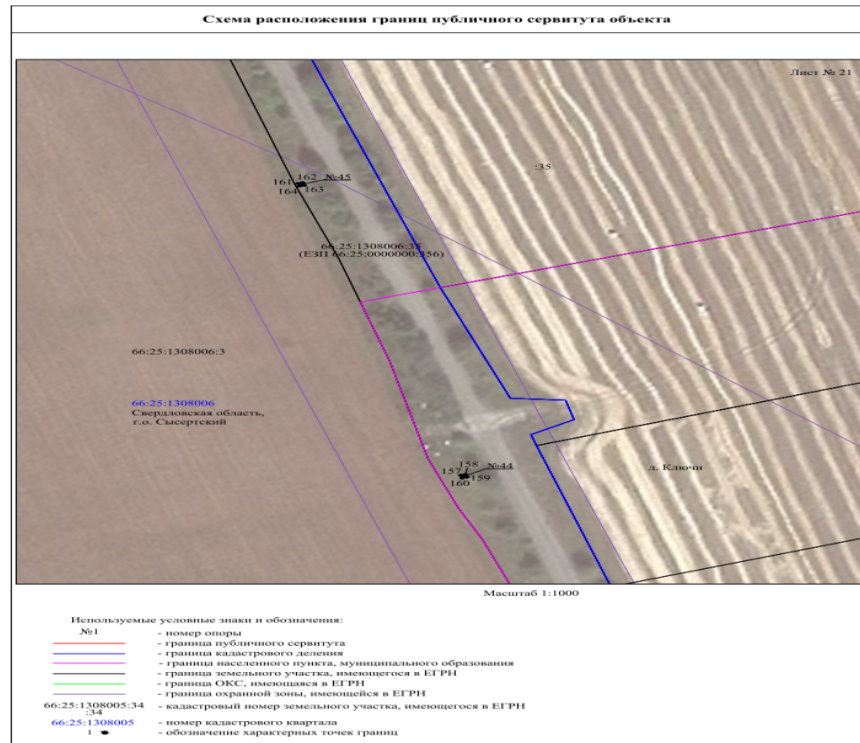 Схема расположения границ публичного сервитута объекта
Лист № 21
:35
161 162 №45
164 163
66:25:1308006:35
(ЕЗП 66:25:0000000:356)
66:25:1308006:3
66:25:1308006
Свердловская область,
г.о. Сысертский
158 №44
157
159
160
д. Ключи
Масштаб 1:1000
Используемые условные знаки и обозначения:
№1 - номер опоры
- граница публичного сервитута
- граница кадастрового деления
- граница населенного пункта, муниципального образования
- граница земельного участка, имеющегося в ЕГРН
- граница ОКС, имеющаяся в ЕГРН
- граница охранной зоны, имеющейся в ЕГРН
66:25:1308005:34 - кадастровый номер земельного участка, имеющегося в ЕГРН
:34
66:25:1308005 - номер кадастрового квартала
1 - обозначение характерных точек границ